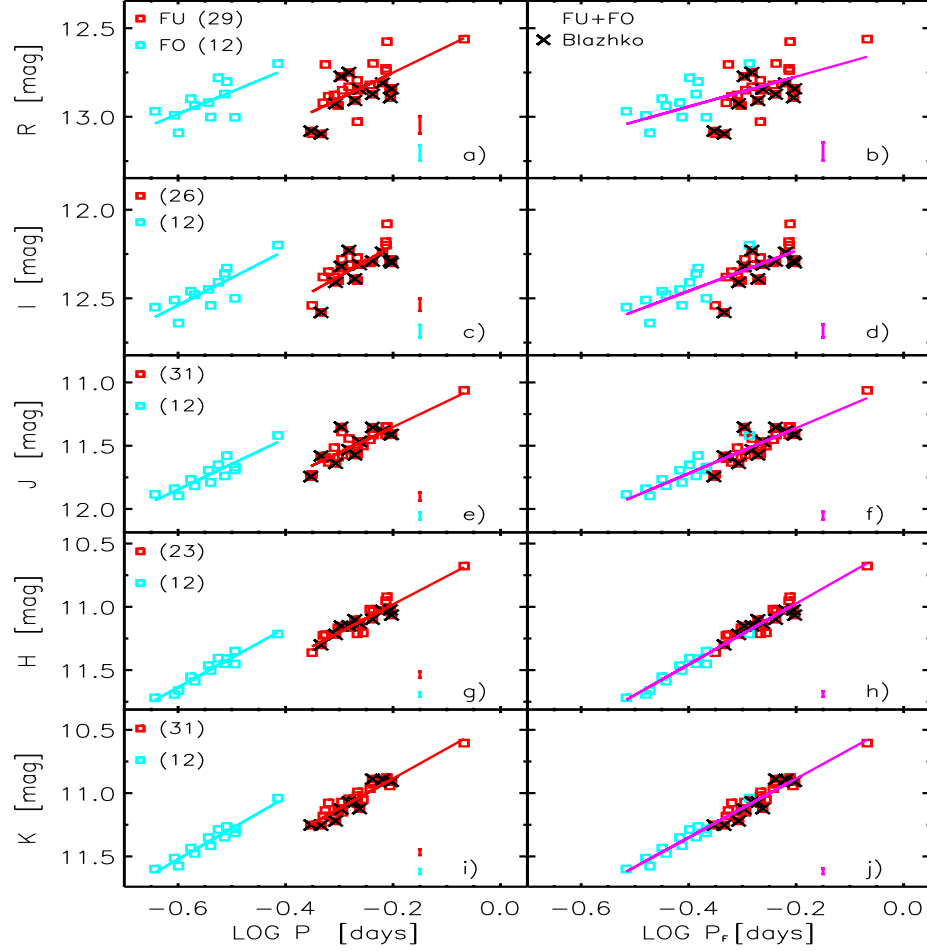 FU (29)
FO (12)
FU+FO
Blazhko
12.5
13.0
R [mag]
a)
b)
(26)
(12)
12.0
12.5
I [mag]
c)
d)
(31)
(12)
11.0
11.5
12.0
J [mag]
e)
f)
(23)
(12)
10.5
11.0
11.5
H [mag]
g)
h)
(31)
(12)
10.5
11.0
11.5
K [mag]
i)
j)
−0.6 −0.4 −0.2 0.0
−0.6 −0.4 −0.2 0.0
LOG P [days]
LOG P_F [days]